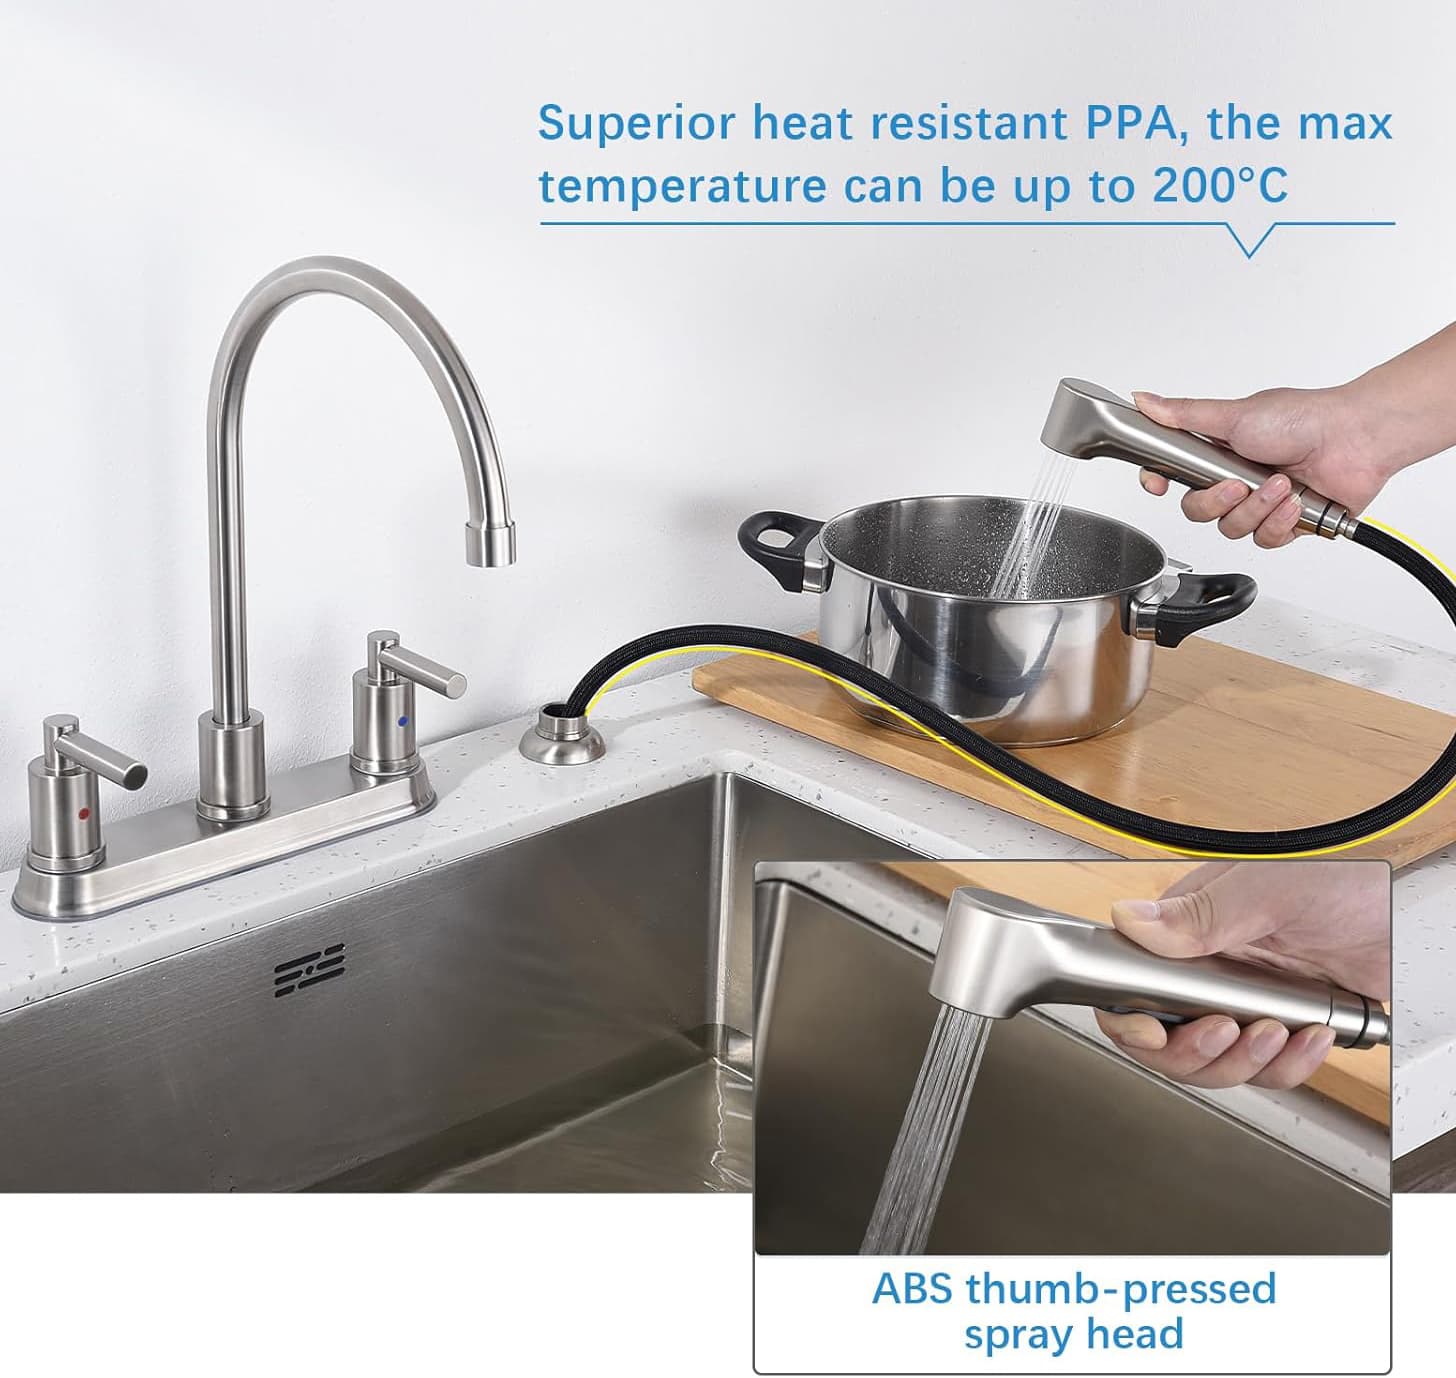 Superior heat resistant PPA, the max
temperature can be up to 200°C
ABS thumb-pressed
spray head